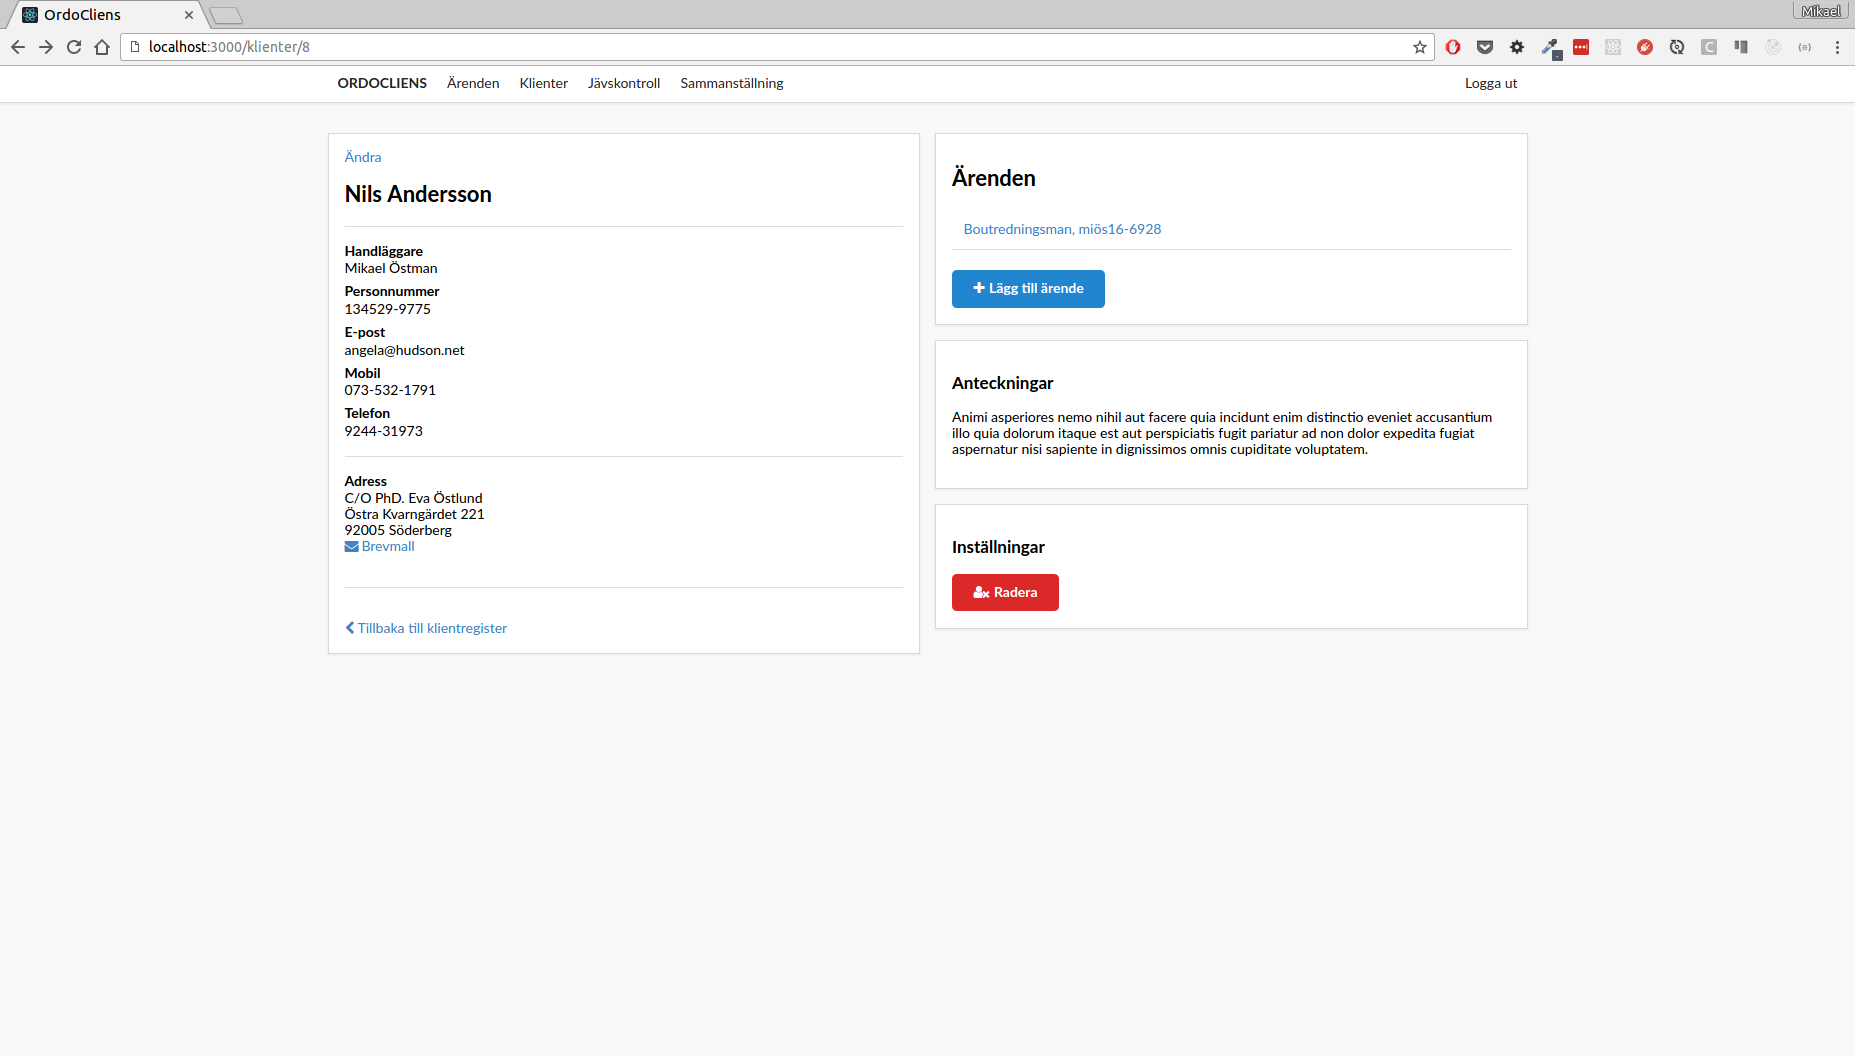 OrdoCliens
Mikael
localhost:3000/klienter/8
ORDOCLIENS Ärenden Klienter Jävskontroll Sammanställning Logga ut
Ändra
Nils Andersson
Handläggare
Mikael Östman
Personnummer
134529-9775
E-post
angela@hudson.net
Mobil
073-532-1791
Telefon
9244-31973
Adress
C/O PhD. Eva Östlund
Östra Kvarngärdet 221
92005 Söderberg
Brevmall
Tillbaka till klientregister
Ärenden
Boutredningsman, miös16-6928
Lägg till ärende
Anteckningar
Animi asperiores nemo nihil aut facere quia incidunt enim distinctio eveniet accusantium
illo quia dolorum itaque est aut perspiciatis fugit pariatur ad non dolor expedita fugiat
aspernatur nisi sapiente in dignissimos omnis cupiditate voluptatem.
Inställningar
Radera